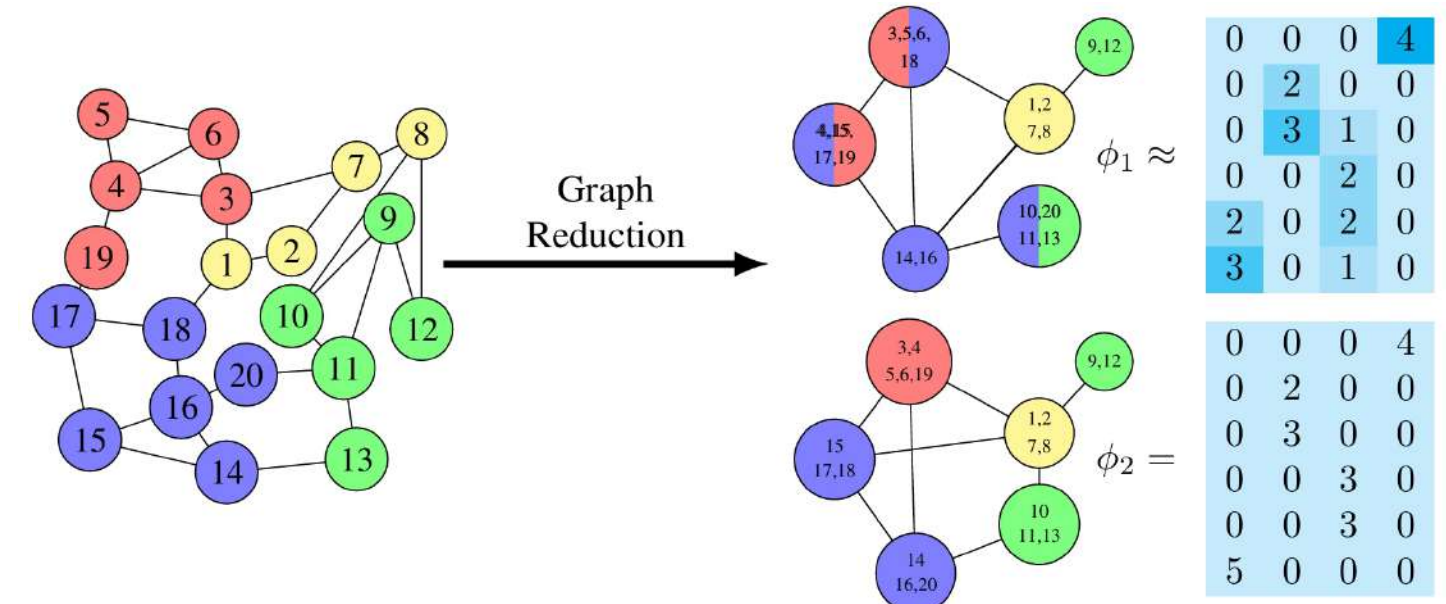 5
6
8
7
4
3
9
2
19
1
10
12
17
18
11
20
16
15
13
14
Graph
Reduction
3,5,6,
18
9,12
1,2
7,8
4,15,
17,19
10,20
11,13
14,16
ϕ₁ ≈
0 0 0 4
0 2 0 0
0 3 1 0
0 0 2 0
2 0 2 0
3 0 1 0
3,4
5,6,19
9,12
1,2
7,8
15
17,18
10
11,13
14
16,20
ϕ₂ =
0 0 0 4
0 2 0 0
0 3 0 0
0 0 3 0
0 0 3 0
5 0 0 0